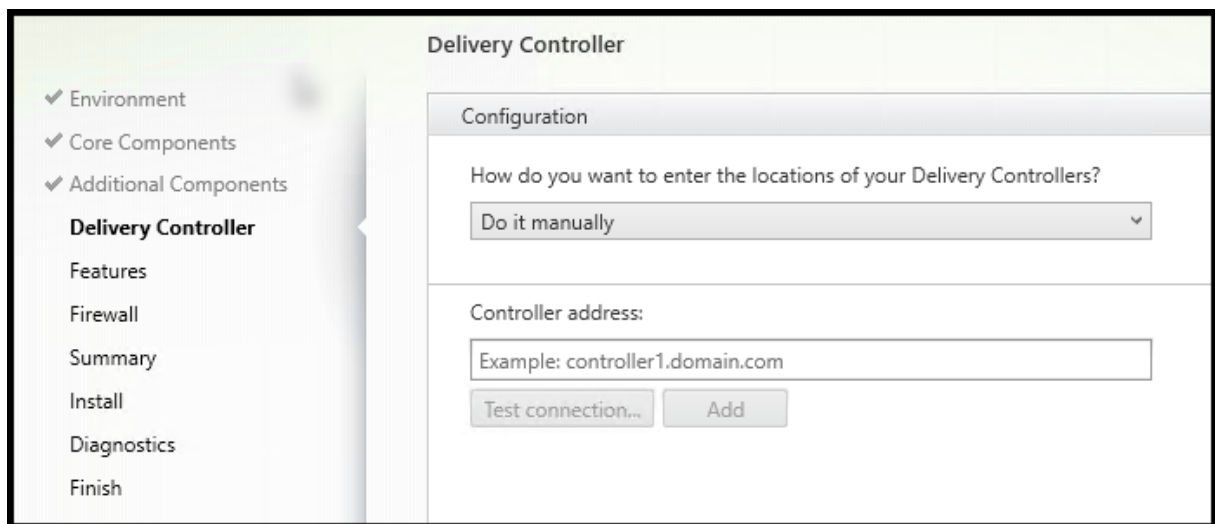 Delivery Controller
Environment
Core Components
Additional Components
Delivery Controller
Features
Firewall
Summary
Install
Diagnostics
Finish
Configuration
How do you want to enter the locations of your Delivery Controllers?
Do it manually
Controller address:
Example: controller1.domain.com
Test connection... Add